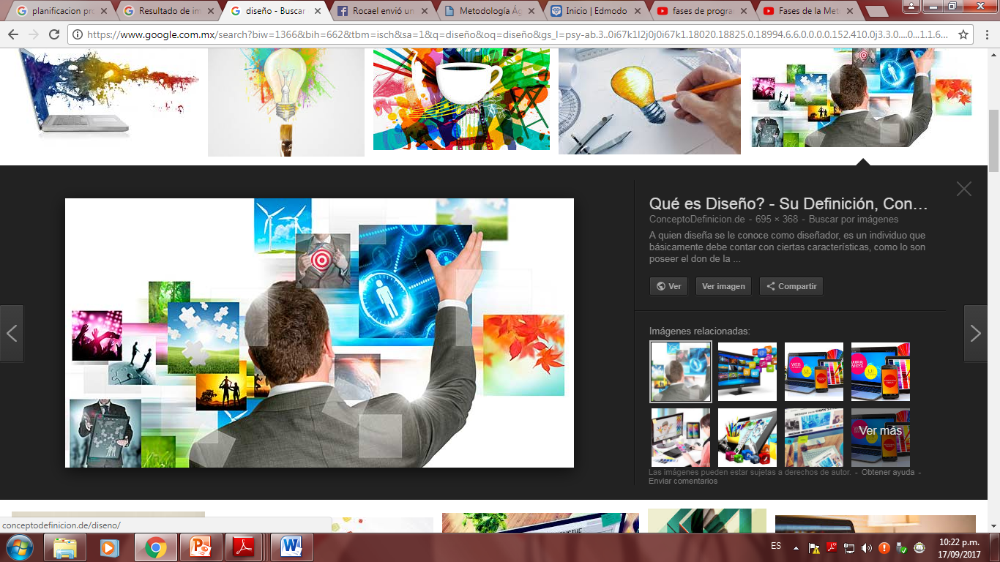 planificacion pro
Resultado de im
diseño - Buscar
Rocael envió un
Metodología Ág
Inicio | Edmodo
fases de progra
Fases de la Met
https://www.google.com.mx/search?biw=1366&bih=662&tbm=isch&sa=1&q=diseño&oq=diseño&gs_l=psy-ab.3..0i67k1l2j0j0i67k1.18020.18825.0.18994.6.6.0.0.0.0.152.410.0j3.3.0....0...1.1.6...
Qué es Diseño? - Su Definición, Con...
ConceptoDefinicion.de - 695 × 368 - Buscar por imágenes
A quien diseña se le conoce como diseñador, es un individuo que
básicamente debe contar con ciertas características, como lo son
poseer el don de la ...
Ver
Ver imagen
Compartir
Imágenes relacionadas:
Ver más
Las imágenes pueden estar sujetas a derechos de autor. - Obtener ayuda -
Enviar comentarios
conceptodefinicion.de/diseno/
ES
10:22 p.m.
17/09/2017